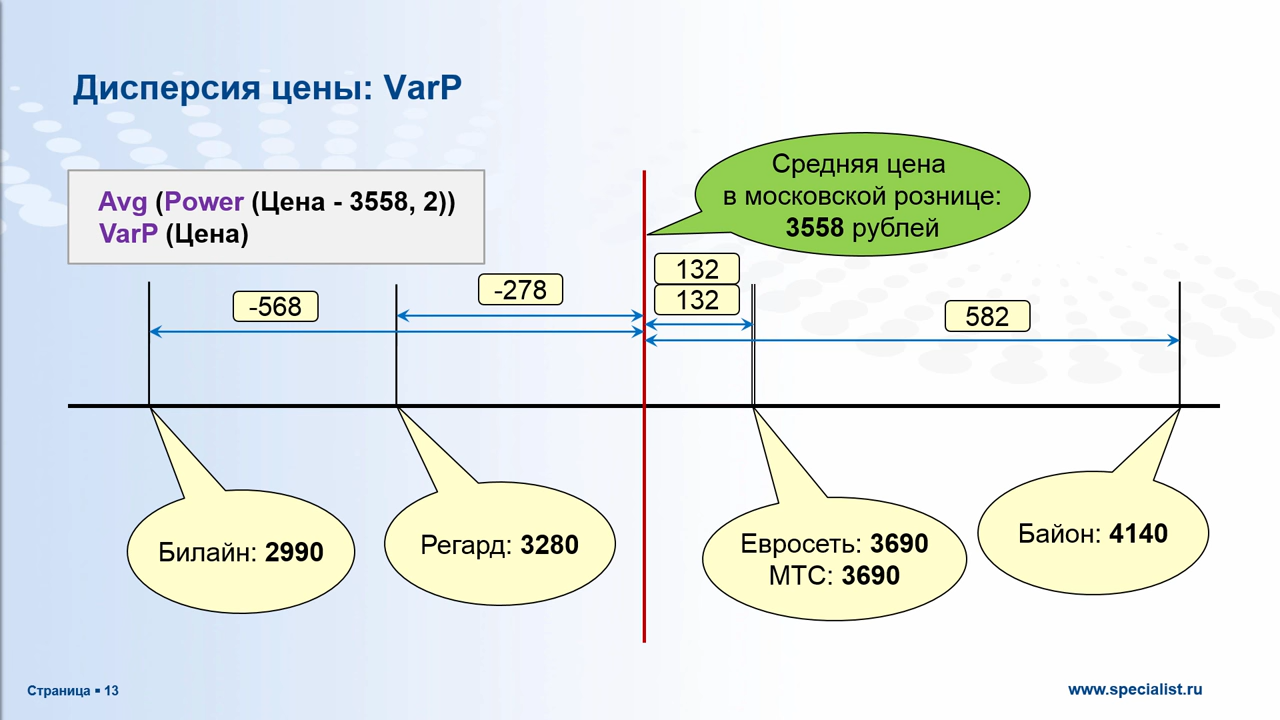 Дисперсия цены: VarP
Avg (Power (Цена - 3558, 2))
VarP (Цена)
Средняя цена
в московской рознице:
3558 рублей
-568
-278
132
132
582
Билайн: 2990
Регард: 3280
Евросеть: 3690
МТС: 3690
Байон: 4140
Страница ▪ 13
www.specialist.ru